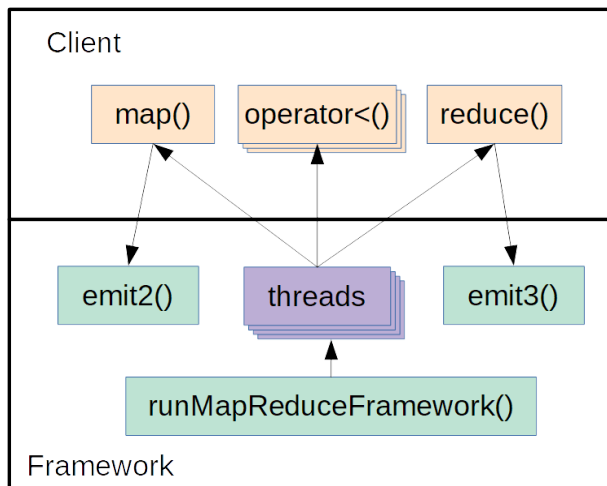 Client
map()
operator<()
reduce()
emit2()
threads
emit3()
runMapReduceFramework()
Framework